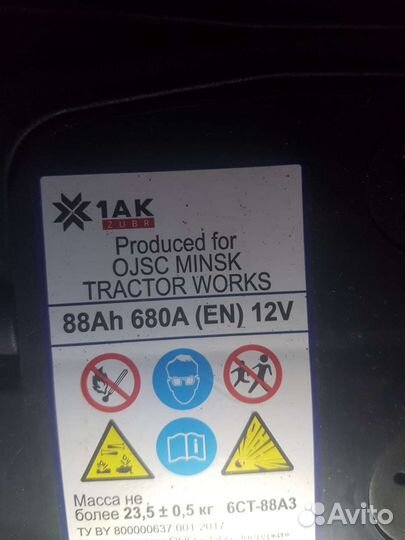 1AK
ZUBR
Produced for
OJSC MINSK
TRACTOR WORKS
88Ah 680A (EN) 12V
Масса не
более 23,5 ± 0,5 кг 6СТ-88А3
ТУ BY 800000637.001-2017
Avito